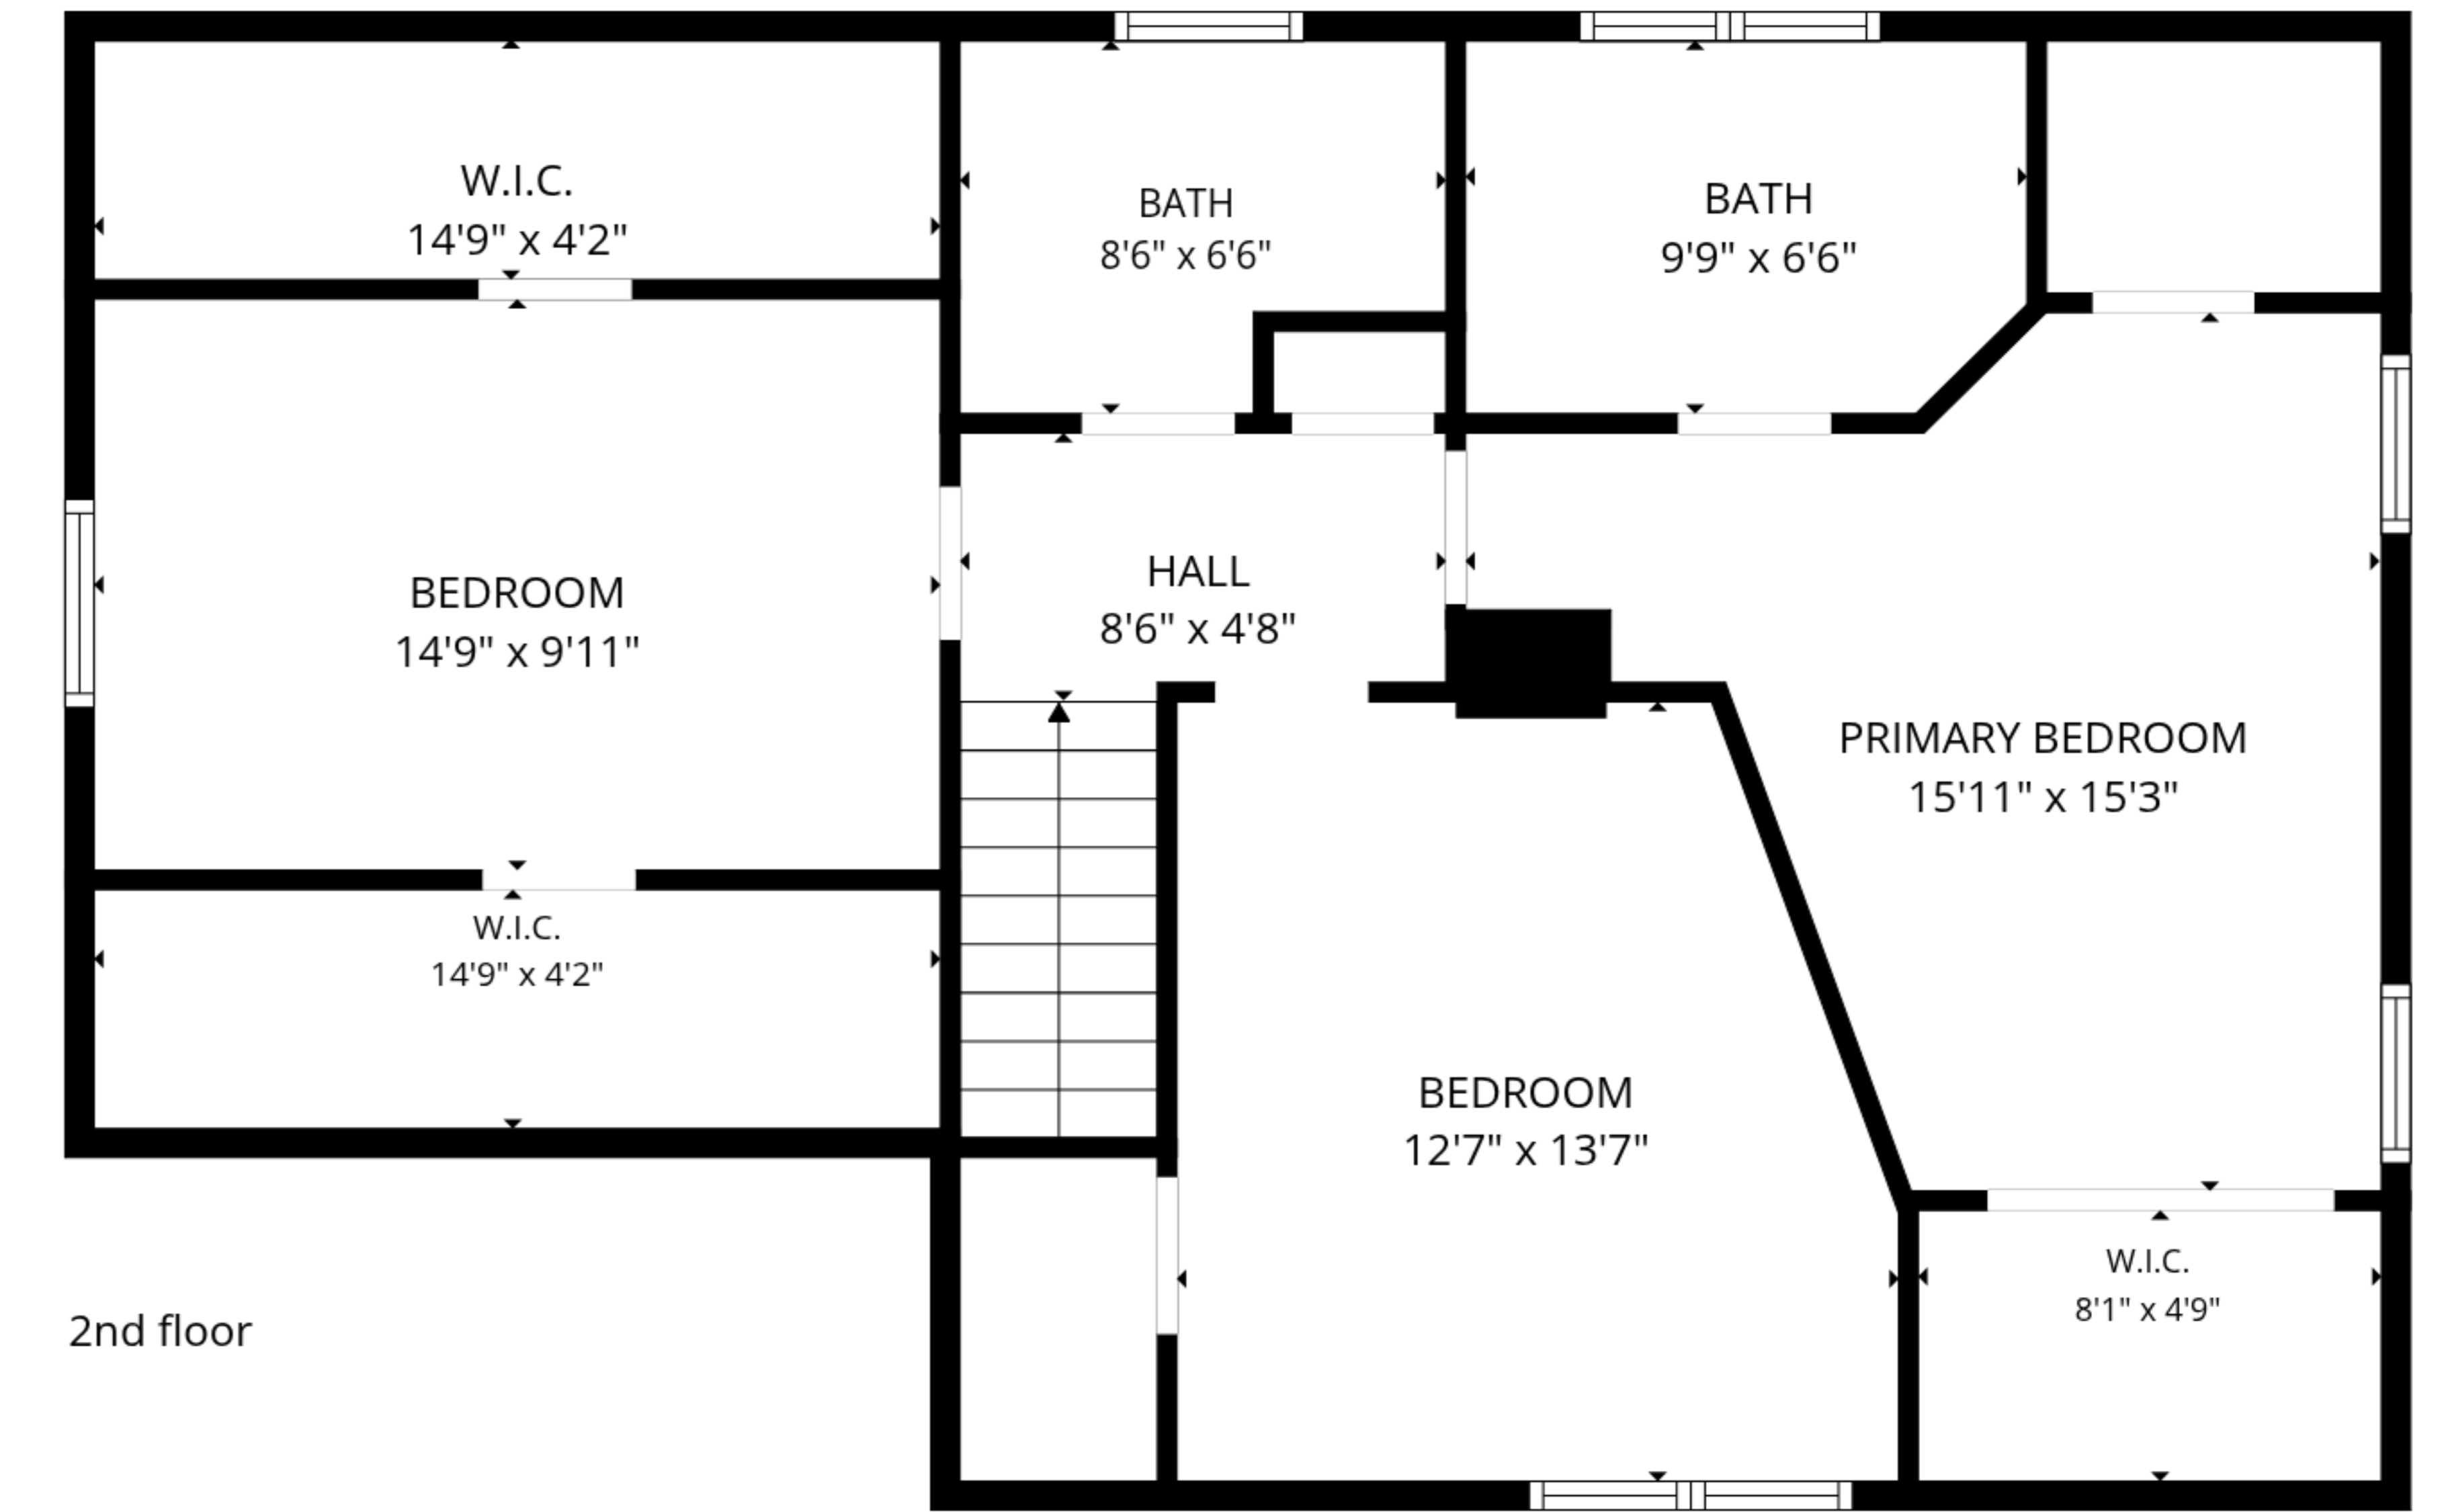 W.I.C.
14'9" x 4'2"
BATH
8'6" x 6'6"
BATH
9'9" x 6'6"
BEDROOM
14'9" x 9'11"
HALL
8'6" x 4'8"
PRIMARY BEDROOM
15'11" x 15'3"
W.I.C.
14'9" x 4'2"
BEDROOM
12'7" x 13'7"
W.I.C.
8'1" x 4'9"
2nd floor